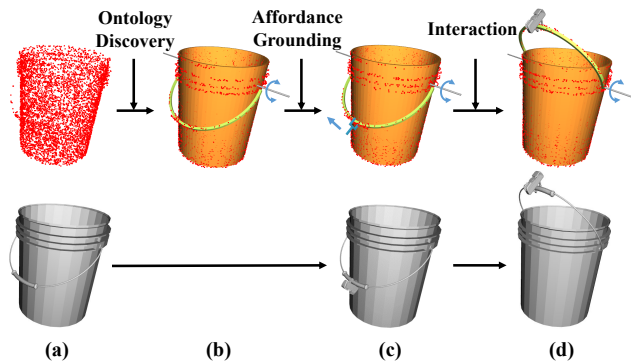 Ontology
Discovery
Affordance
Grounding
Interaction
(a)
(b)
(c)
(d)